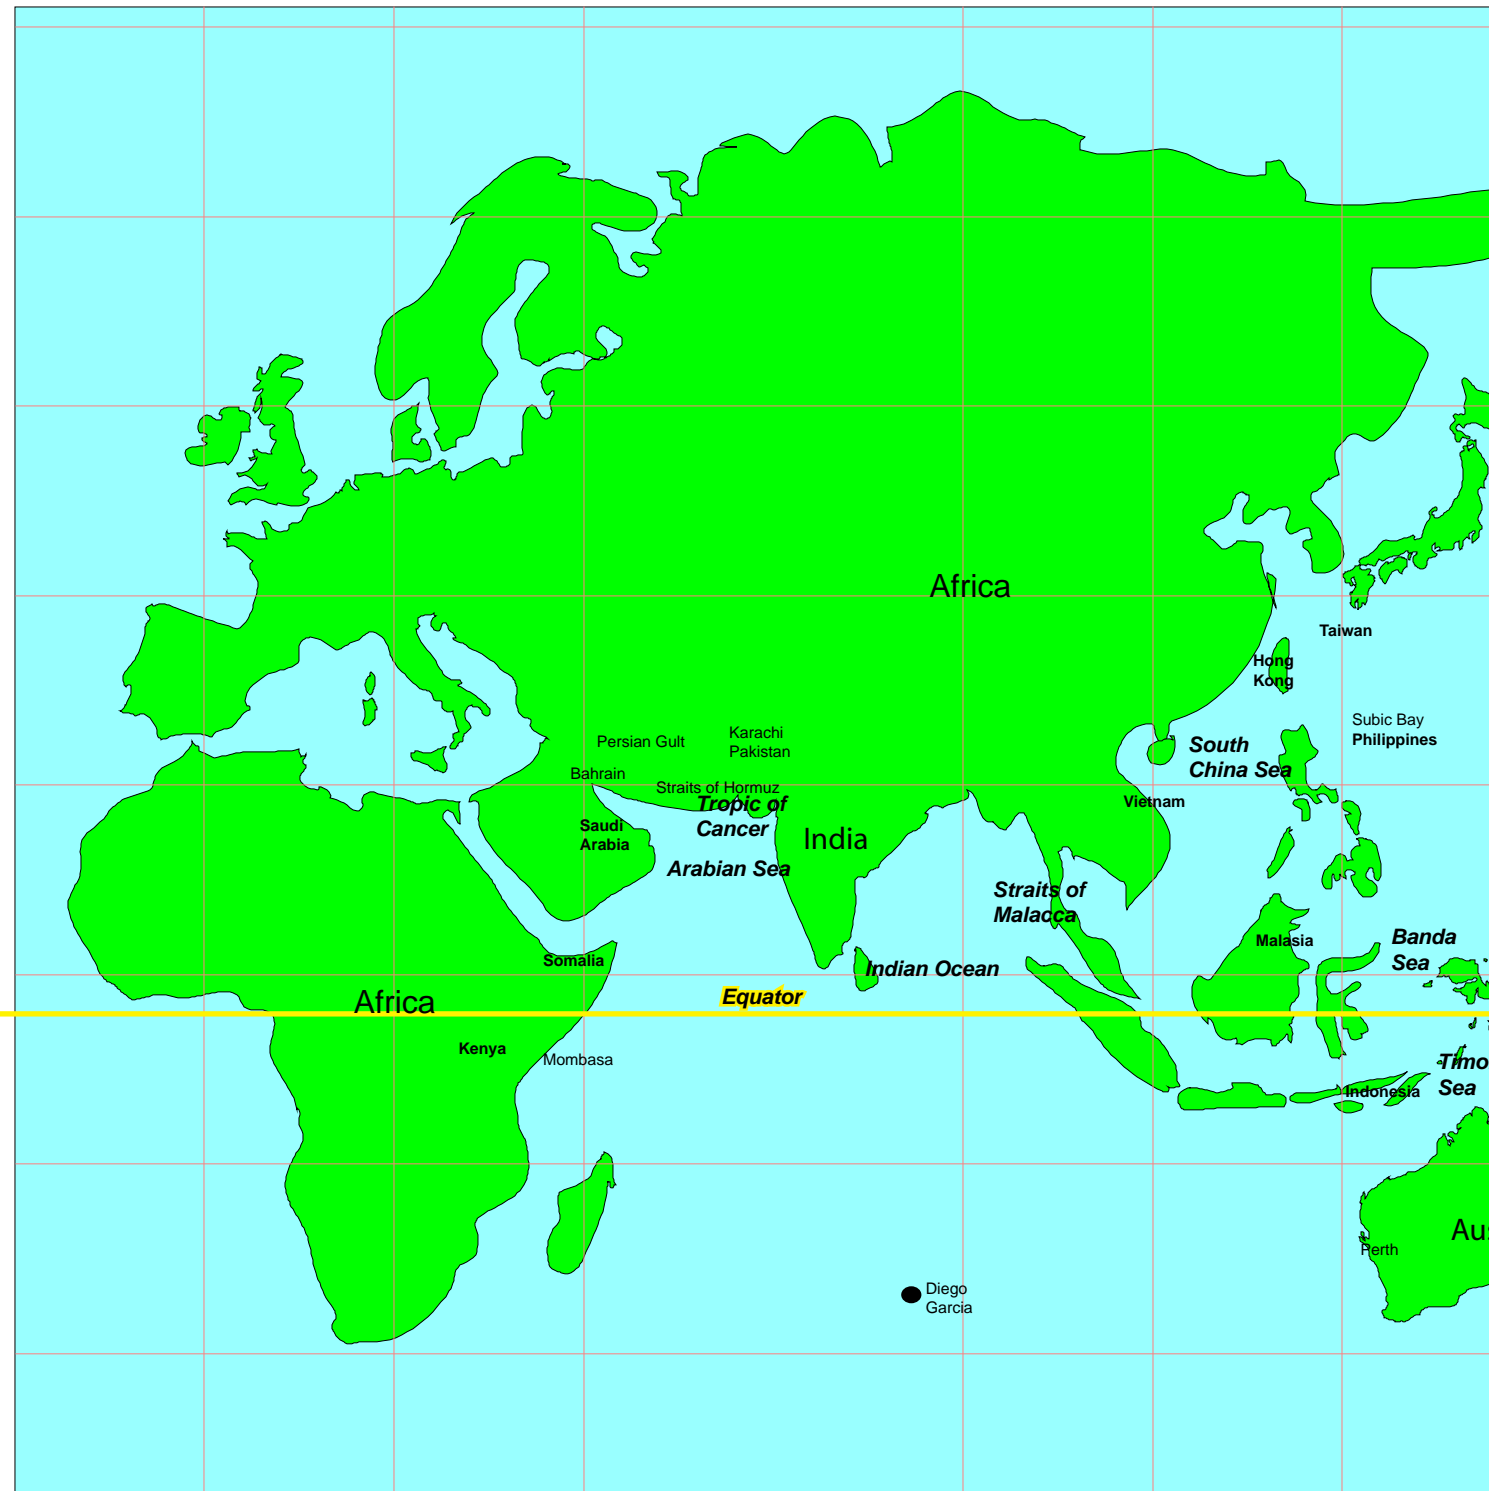 Africa
Taiwan
Hong
Kong
Subic Bay
Philippines
Karachi
Pakistan
Persian Gult
South
China Sea
Bahrain
Straits of Hormuz
Tropic of
Cancer
Vietnam
Saudi
Arabia
India
Arabian Sea
Straits of
Malacca
Malasia
Banda
Sea
Somalia
Indian Ocean
Equator
Africa
Kenya
Mombasa
Timo
Sea
Indonesia
Au
Perth
Diego
Garcia